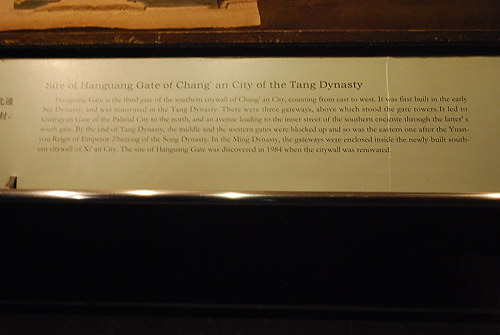 Site of Hanguang Gate of Chang' an City of the Tang Dynasty
Hanguang Gate is the third gate of the southern citywall of Chang' an City, counting from east to west. It was first built in the early
Sui Dynasty, and was renovated in the Tang Dynasty. There were three gateways, above which stood the gate towers. It led to
Guangyun Gate of the Palatial City to the north, and an avenue leading to the inner street of the southern enceinte through the latter' s
south gate. By the end of Tang Dynasty, the middle and the western gates were blocked up and so was the eastern one after the
Reign of Emperor of the Song Dynasty. In the Ming Dynasty, the gateways were enclosed inside the newly-built south-
ern citywall of Xi' an City. The site of Hanguang Gate was discovered in 1984 when the citywall was renovated.